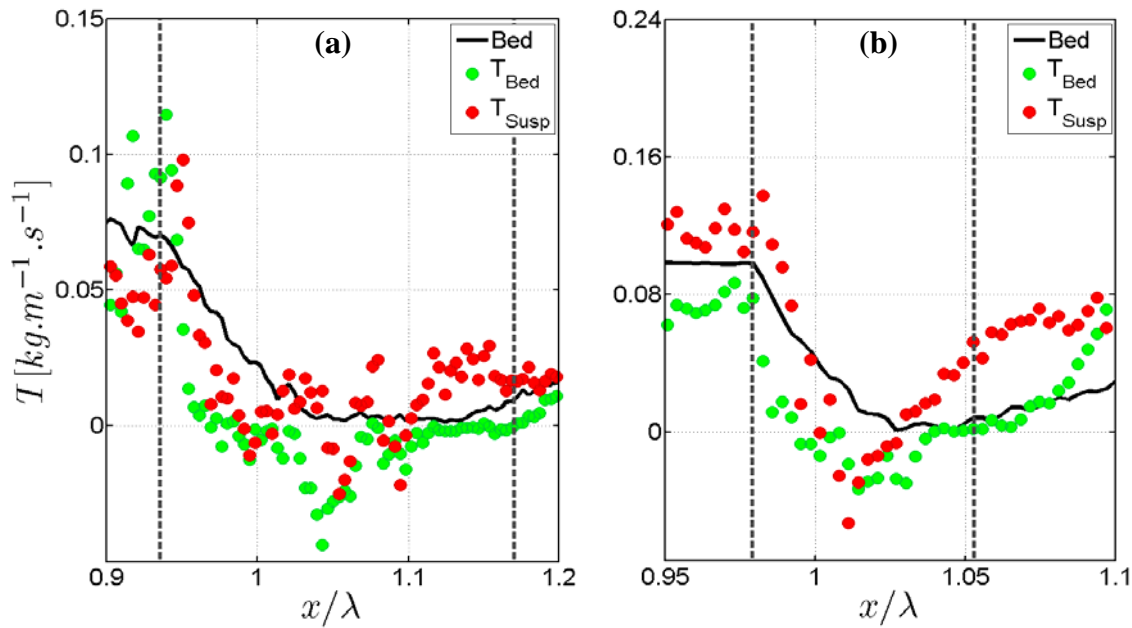 0.15
0.1
0.05
0
0.9
1
1.1
1.2
x/λ
T [kg.m⁻¹.s⁻¹]
(a)
Bed
T_Bed
T_Susp
0.24
0.16
0.08
0
0.95
1
1.05
1.1
x/λ
(b)
Bed
T_Bed
T_Susp